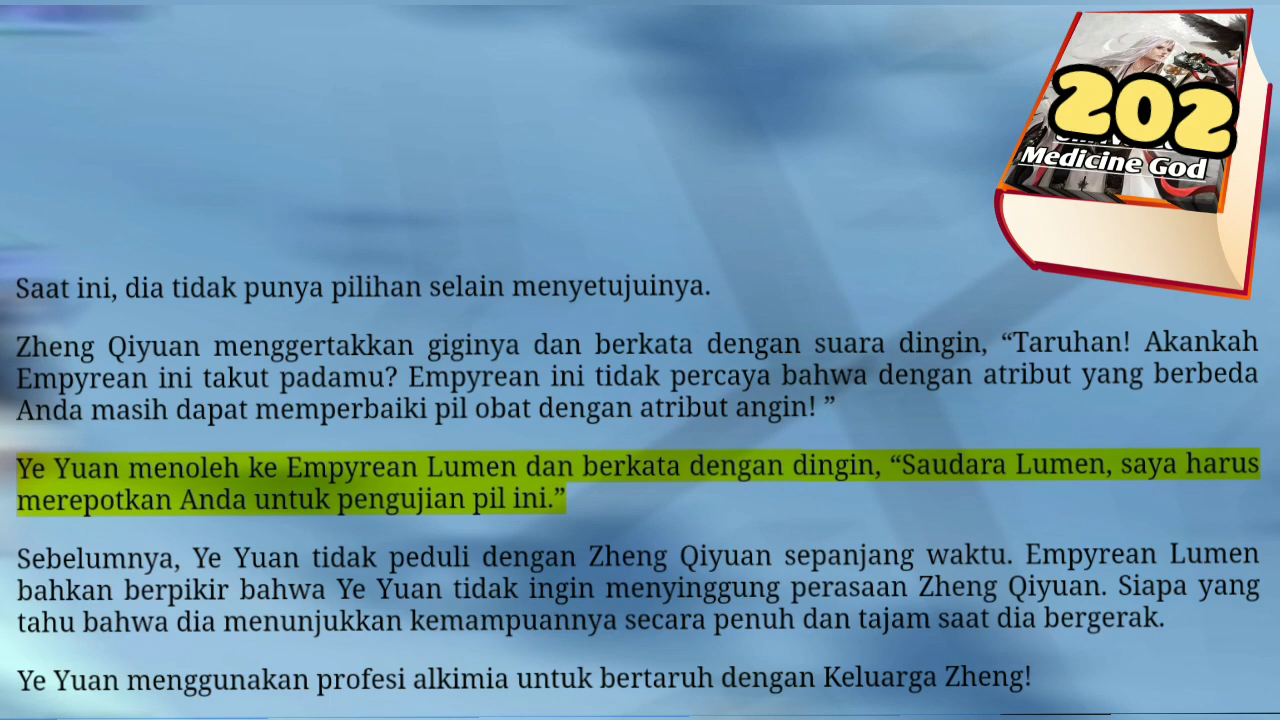 202
Medicine God
Saat ini, dia tidak punya pilihan selain menyetujuinya.
Zheng Qiyuan menggertakkan giginya dan berkata dengan suara dingin, “Taruhan! Akankah
Empyrean ini takut padamu? Empyrean ini tidak percaya bahwa dengan atribut yang berbeda
Anda masih dapat memperbaiki pil obat dengan atribut angin! ”
Ye Yuan menoleh ke Empyrean Lumen dan berkata dengan dingin, “Saudara Lumen, saya harus
merepotkan Anda untuk pengujian pil ini.”
Sebelumnya, Ye Yuan tidak peduli dengan Zheng Qiyuan sepanjang waktu. Empyrean Lumen
bahkan berpikir bahwa Ye Yuan tidak ingin menyinggung perasaan Zheng Qiyuan. Siapa yang
tahu bahwa dia menunjukkan kemampuannya secara penuh dan tajam saat dia bergerak.
Ye Yuan menggunakan profesi alkimia untuk bertaruh dengan Keluarga Zheng!